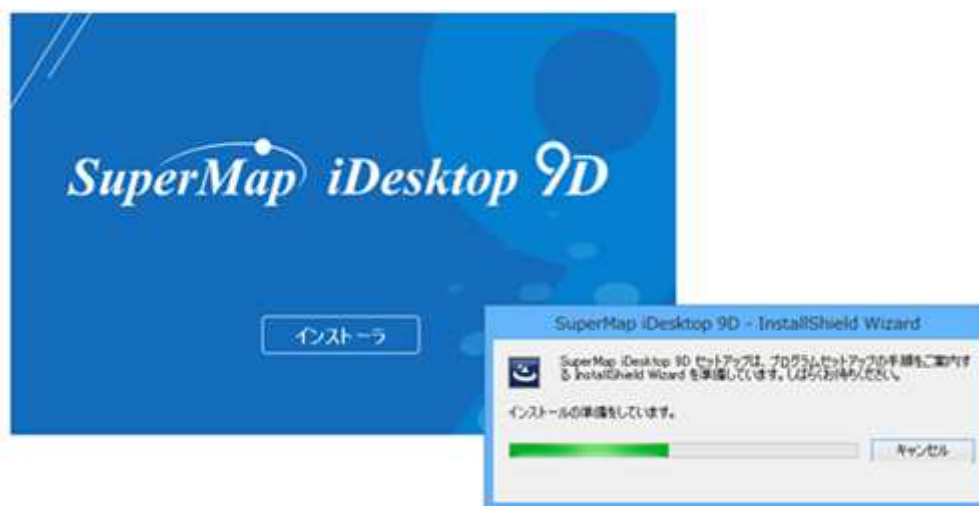 SuperMap iDesktop 9D
インストーラ
SuperMap iDesktop 9D - InstallShield Wizard
SuperMap iDesktop 9D セットアップは、プログラムセットアップの手順をご案内す
る InstallShield Wizard を準備しています。しばらくお待ちください。
インストールの準備をしています。
キャンセル